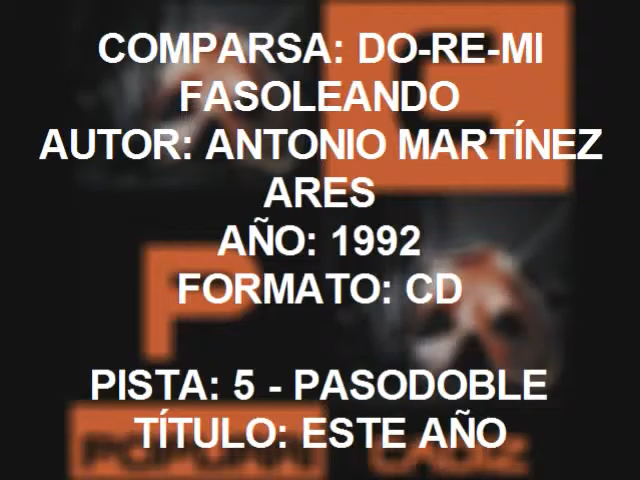 COMPARSA: DO-RE-MI
FASOLEANDO
AUTOR: ANTONIO MARTÍNEZ
ARES
AÑO: 1992
FORMATO: CD
PISTA: 5 - PASODOBLE
TÍTULO: ESTE AÑO